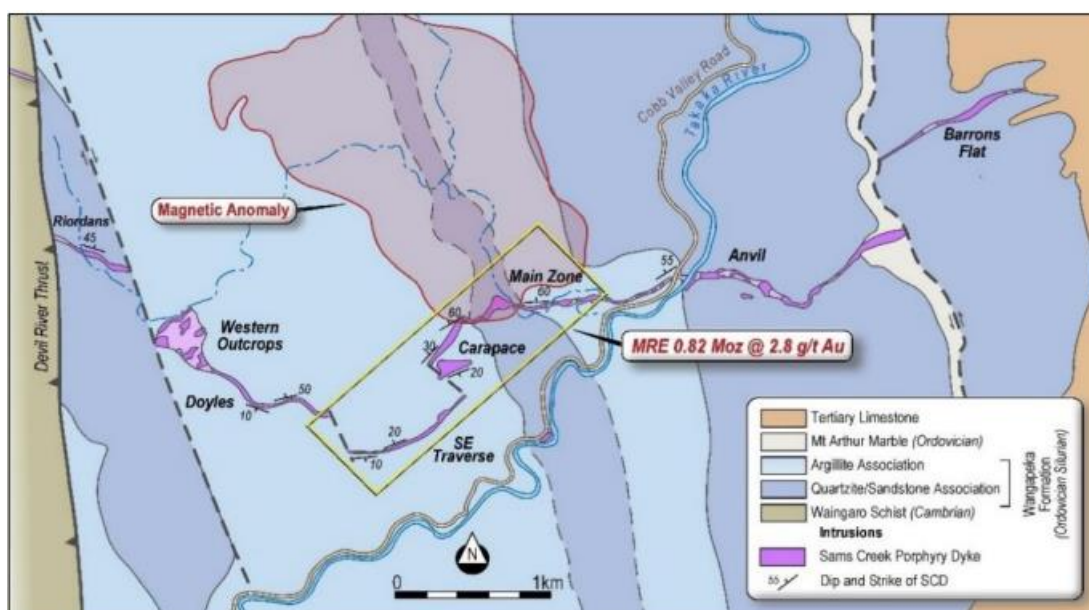 Cobb Valley Road
Takaka River
Barrons
Flat
Magnetic Anomaly
Riordans
45
55
Anvil
Main Zone
60
60
Devil River Thrust
Western
Outcrops
30
Carapace
20
MRE 0.82 Moz @ 2.8 g/t Au
Doyles
10
50
20
10
SE
Traverse
N
0
1km
Tertiary Limestone
Mt Arthur Marble (Ordovician)
Argillite Association
Quartzite/Sandstone Association
Waingaro Schist (Cambrian)
Wangapeka
Formation
(Ordovician Silurian)
Intrusions
Sams Creek Porphyry Dyke
55 Dip and Strike of SCD